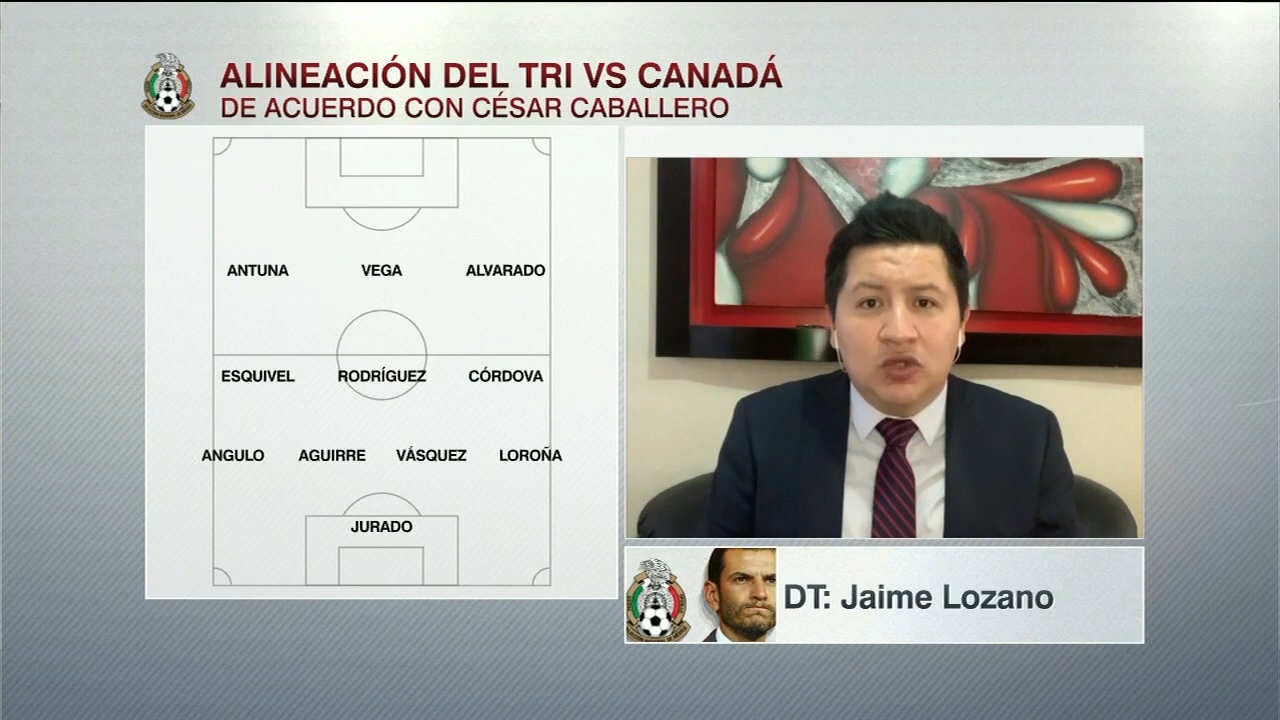 ALINEACIÓN DEL TRI VS CANADÁ
DE ACUERDO CON CÉSAR CABALLERO
ANTUNA VEGA ALVARADO
ESQUIVEL RODRÍGUEZ CÓRDOVA
ANGULO AGUIRRE VÁSQUEZ LOROÑA
JURADO
DT: Jaime Lozano